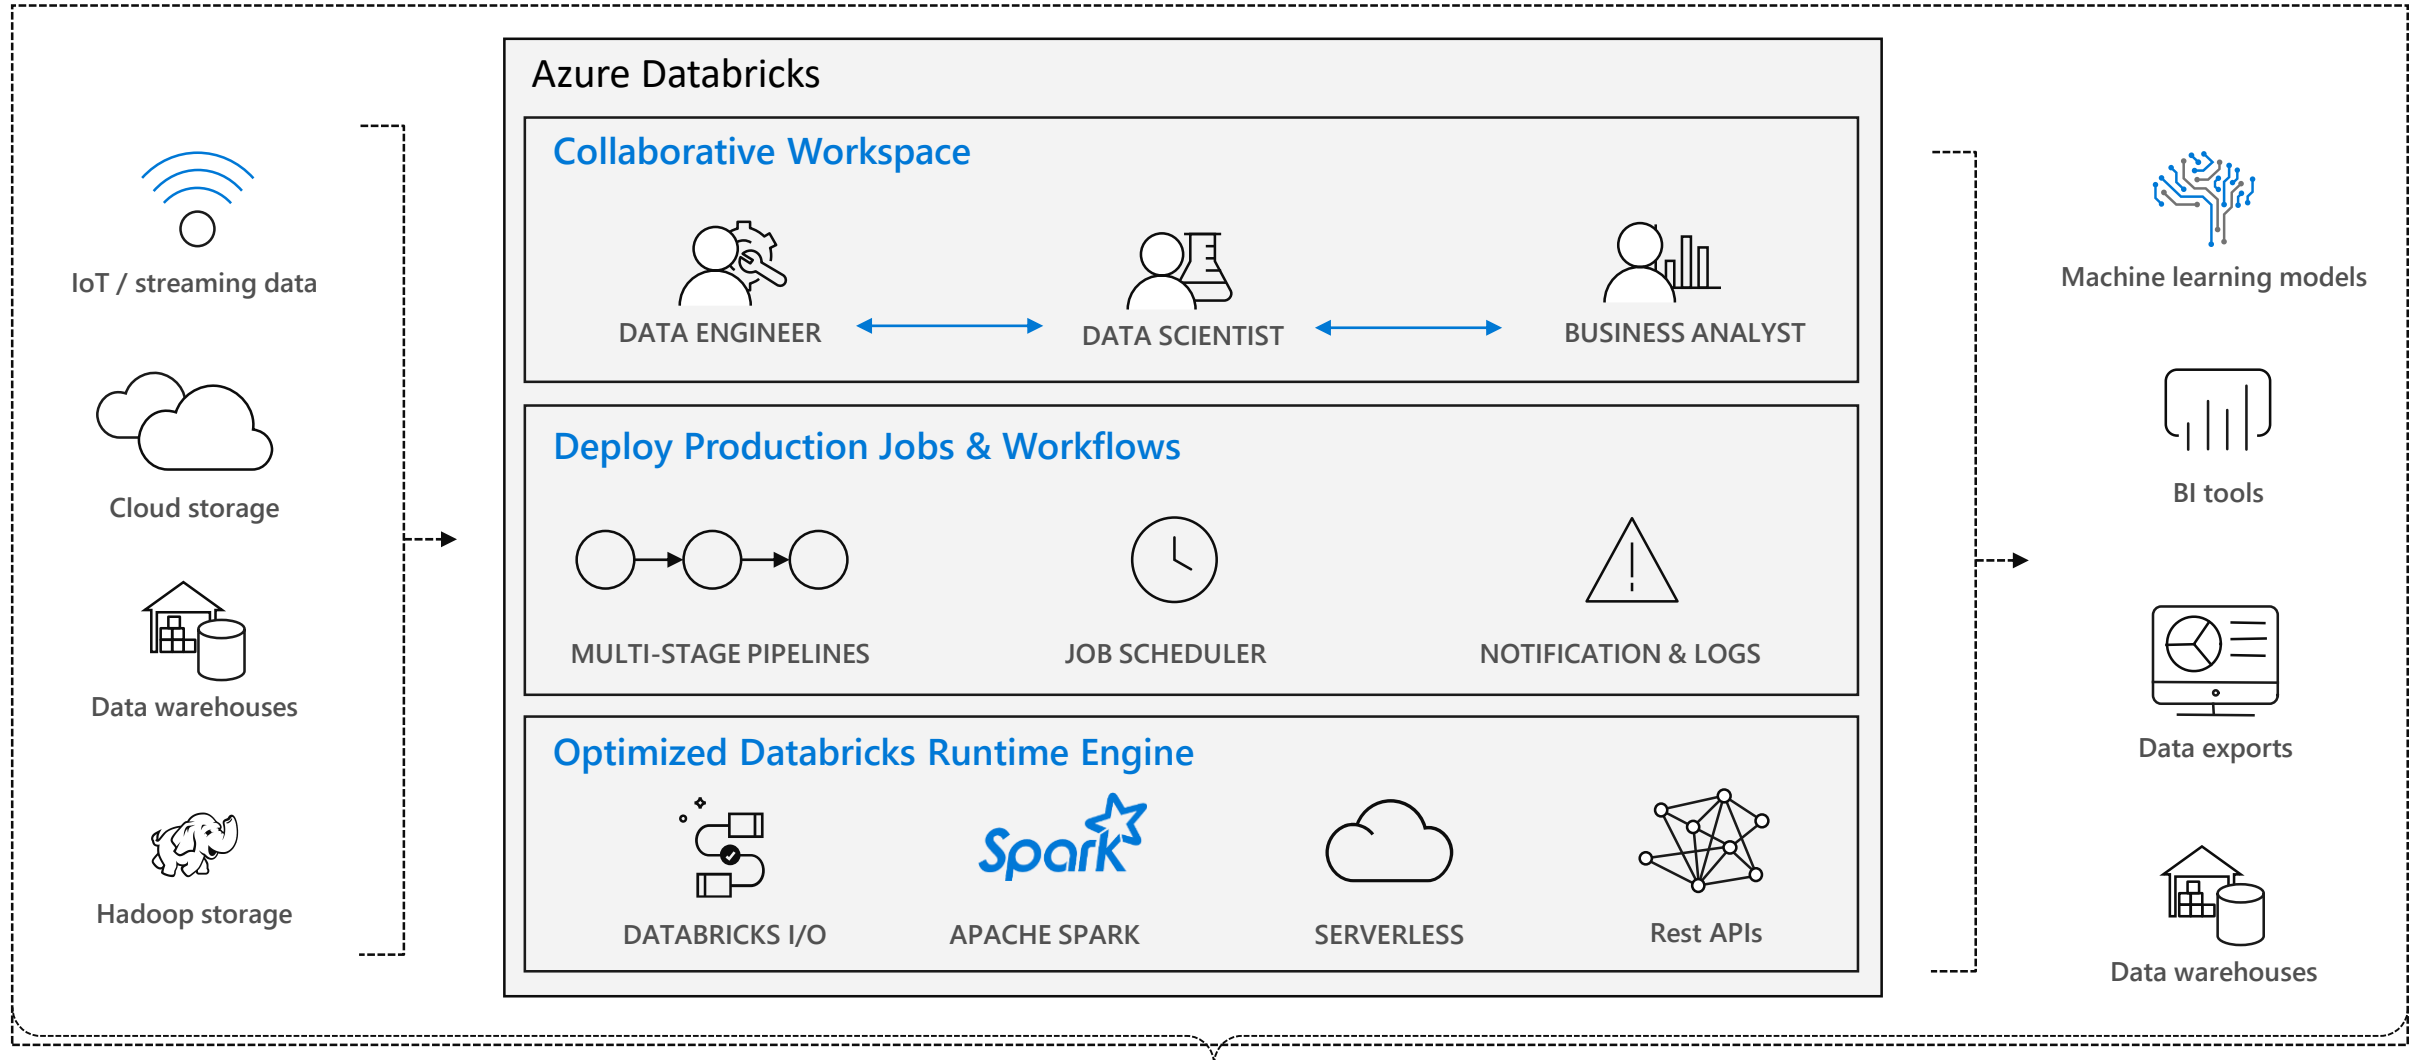 Azure Databricks
IoT / streaming data
Cloud storage
Data warehouses
Hadoop storage
Collaborative Workspace
DATA ENGINEER
DATA SCIENTIST
BUSINESS ANALYST
Deploy Production Jobs & Workflows
MULTI-STAGE PIPELINES
JOB SCHEDULER
NOTIFICATION & LOGS
Optimized Databricks Runtime Engine
Spark
DATABRICKS I/O
APACHE SPARK
SERVERLESS
Rest APIs
Machine learning models
BI tools
Data exports
Data warehouses